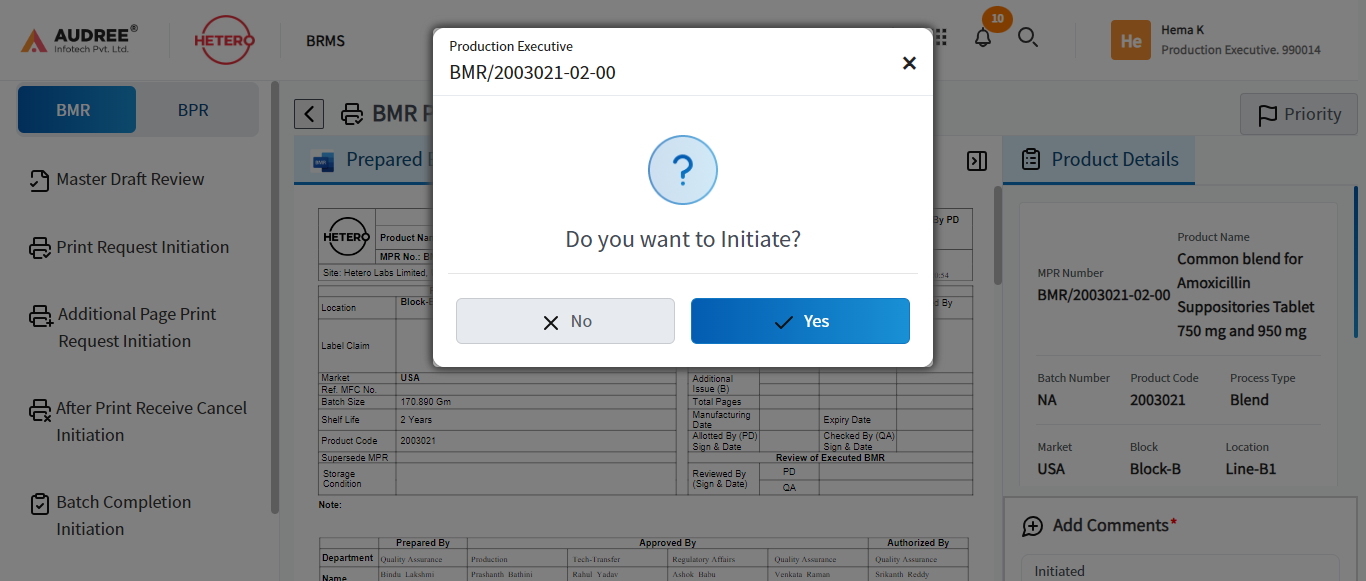 AUDREE®
Infotech Pvt. Ltd.
HETERO
BRMS
10
He
Hema K
Production Executive. 990014
Production Executive
BMR/2003021-02-00
Do you want to Initiate?
No
Yes
BMR
BPR
Master Draft Review
Print Request Initiation
Additional Page Print
Request Initiation
After Print Receive Cancel
Initiation
Batch Completion
Initiation
BMR
Priority
Prepared
Product Details
HETERO
By PD
MPR No.:
Site: Hetero Labs Limited,
Location
By
Label Claim
Market USA
Ref. MFC No.
Batch Size 170.890 Gm
Shelf Life 2 Years
Product Code 2003021
Supersede MPR
Storage
Condition
Additional
Issue (B)
Total Pages
Manufacturing
Date
Expiry Date
Allotted By (PD)
Sign & Date
Checked By (QA)
Sign & Date
Review of Executed BMR
Reviewed By
(Sign & Date)
PD
QA
Note:
Prepared By Approved By Authorized By
Department Quality Assurance Production Tech-Transfer Regulatory Affairs Quality Assurance Quality Assurance
Name Bindu Lakshmi Prashanth Bathini Rahul Yadav Ashok Babu Venkata Raman Srikanth Reddy
MPR Number
BMR/2003021-02-00
Product Name
Common blend for
Amoxicillin
Suppositories Tablet
750 mg and 950 mg
Batch Number Product Code Process Type
NA 2003021 Blend
Market Block Location
USA Block-B Line-B1
Add Comments*
Initiated